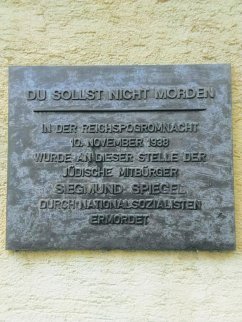 DU SOLLST NICHT MORDEN
IN DER REICHSPOGROMNACHT
10. NOVEMBER 1938
WURDE AN DIESER STELLE DER
JÜDISCHE MITBÜRGER
SIEGMUND SPIEGEL
DURCH NATIONALSOZIALISTEN
ERMORDET